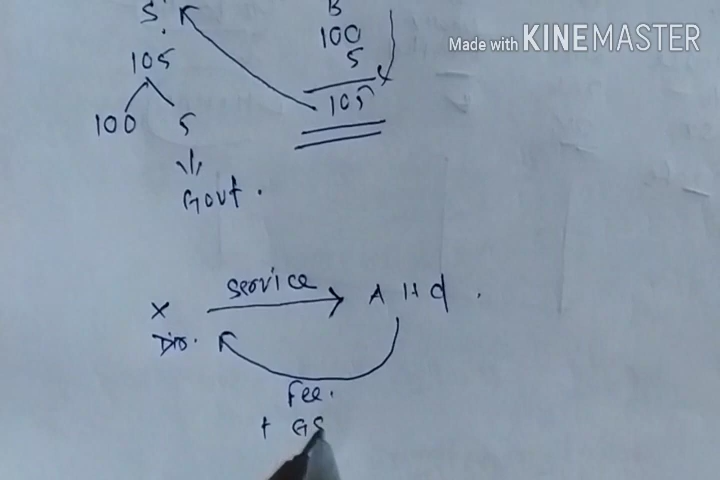 S. B
100
105 5
100 5 105
Govt.
Service
X A Ltd.
Dir.
Fee.
+ GS
Made with KINEMASTER